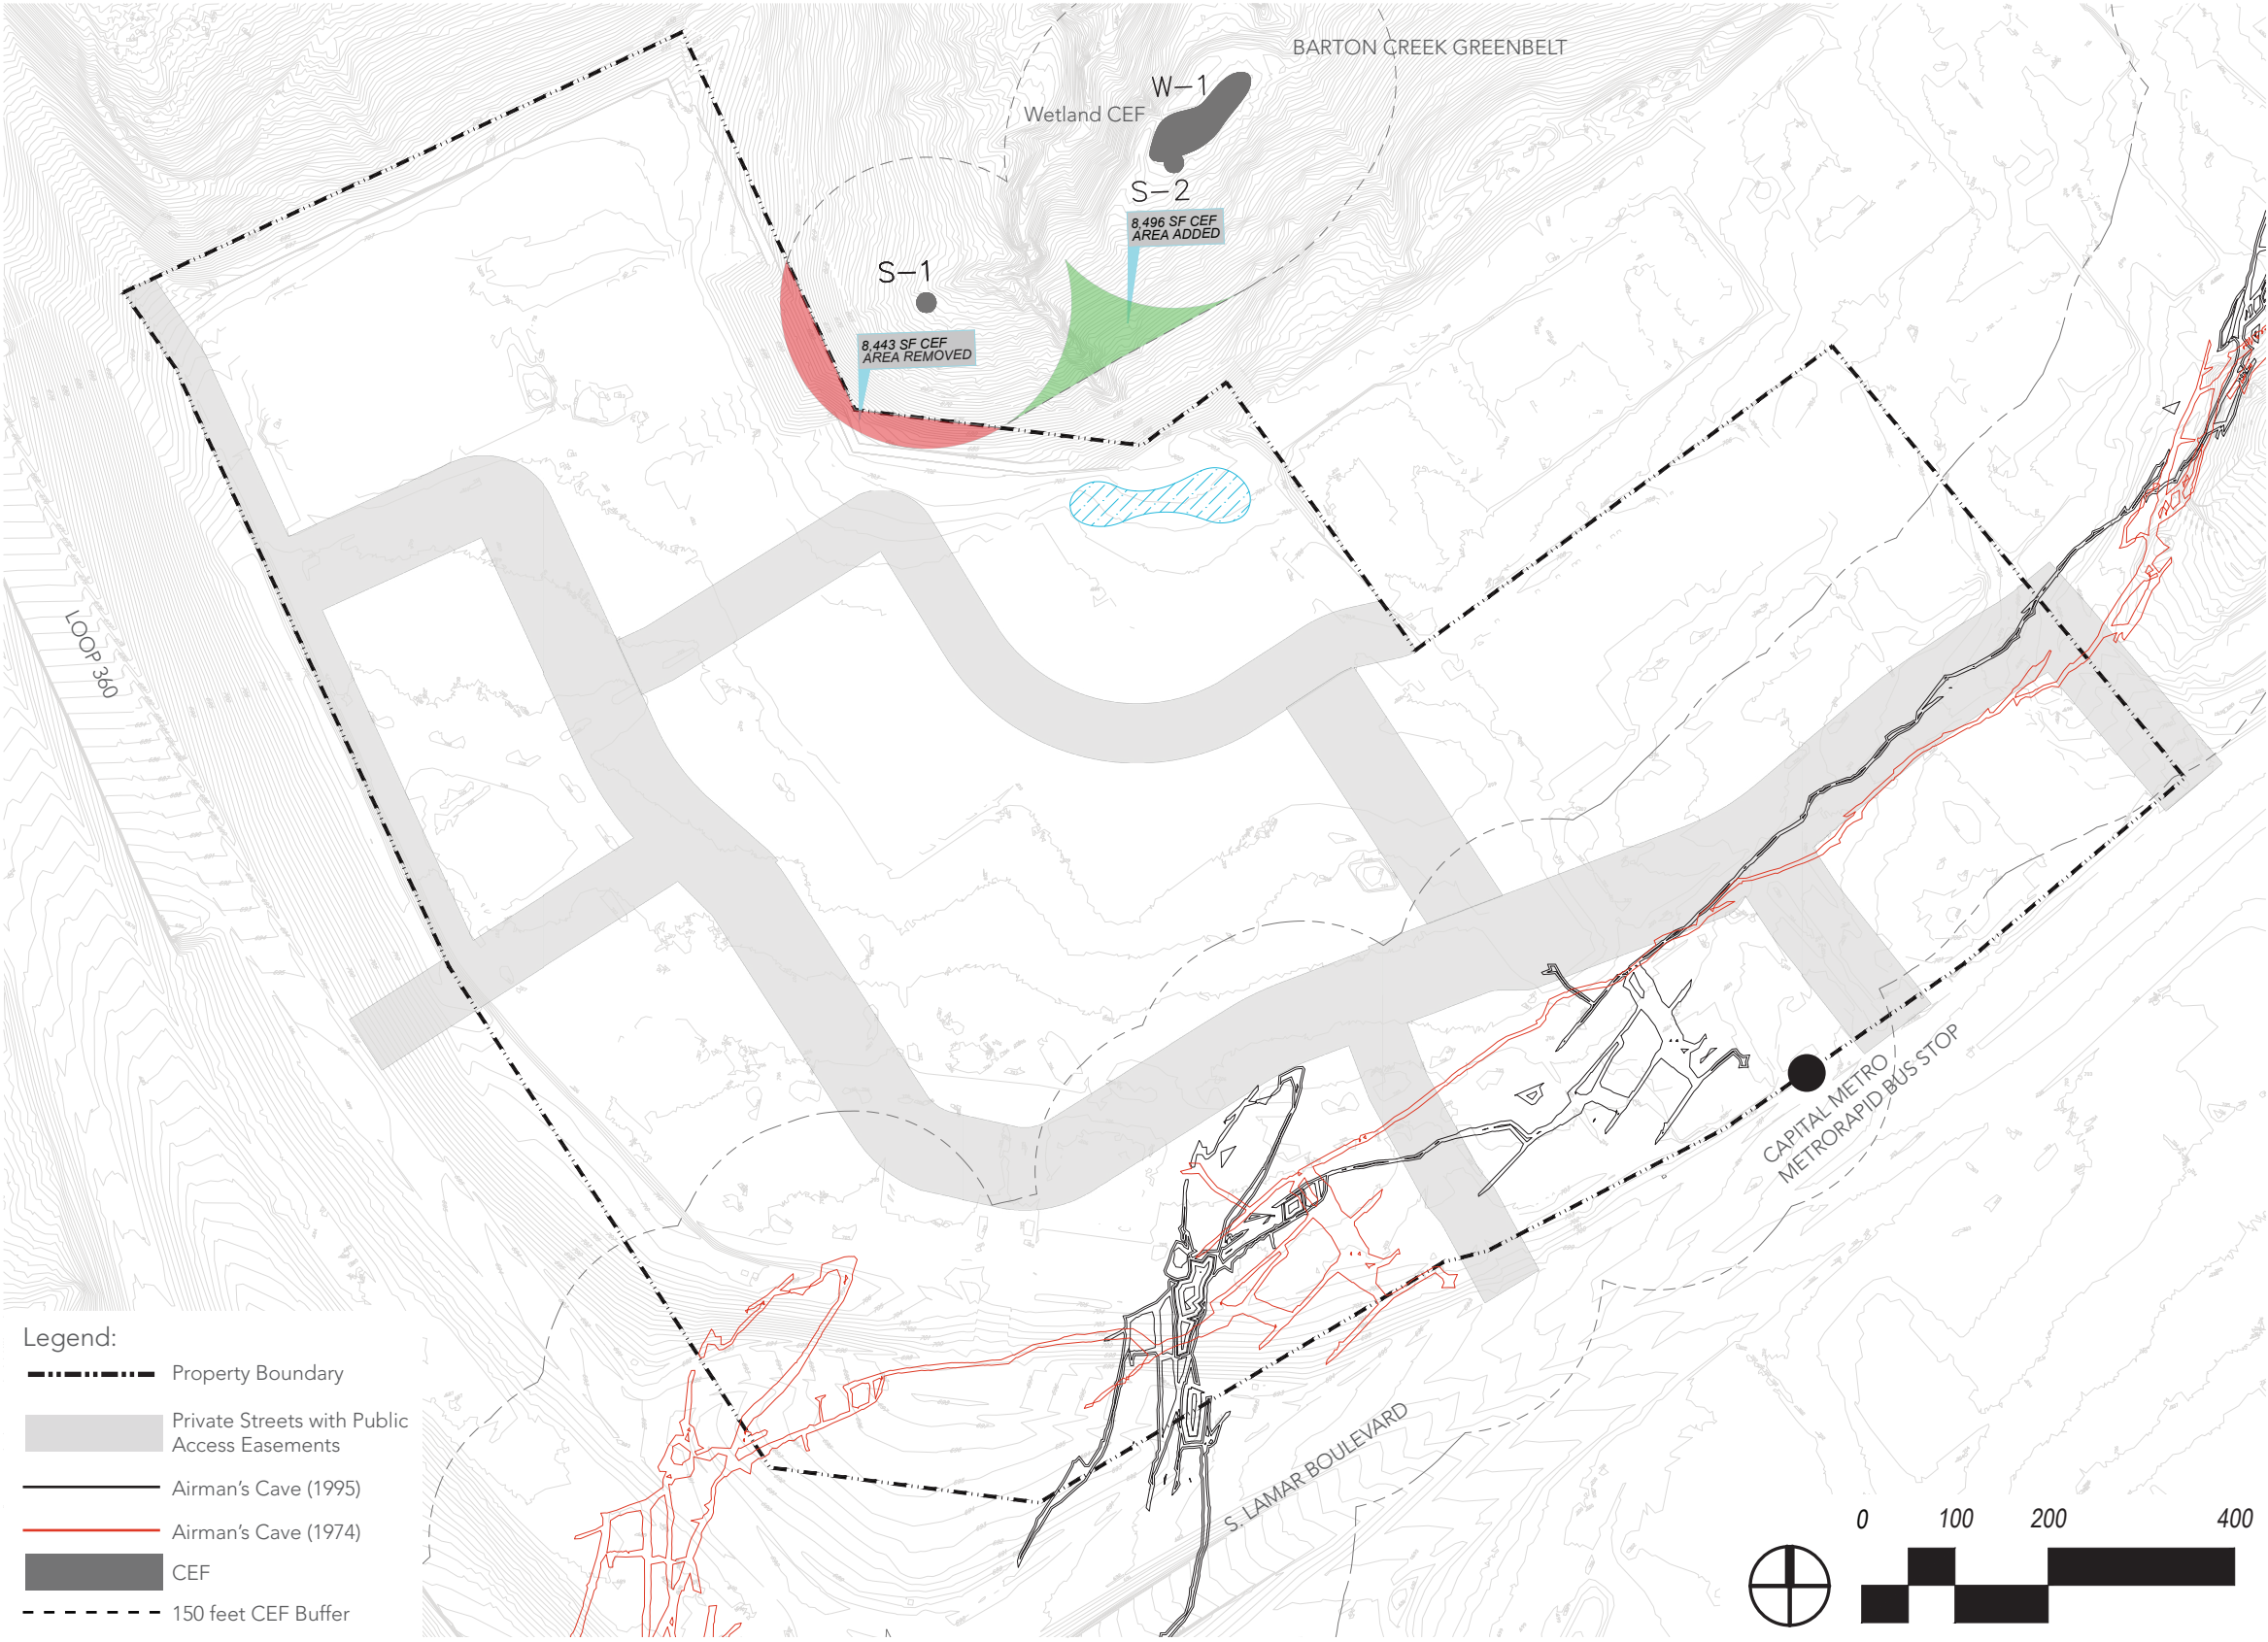 BARTON CREEK GREENBELT
W-1
Wetland CEF
S-2
8,496 SF CEF
AREA ADDED
S-1
8,443 SF CEF
AREA REMOVED
LOOP 360
CAPITAL METRO
METRORAPID BUS STOP
S. LAMAR BOULEVARD
Legend:
Property Boundary
Private Streets with Public
Access Easements
Airman's Cave (1995)
Airman's Cave (1974)
CEF
150 feet CEF Buffer
0 100 200 400